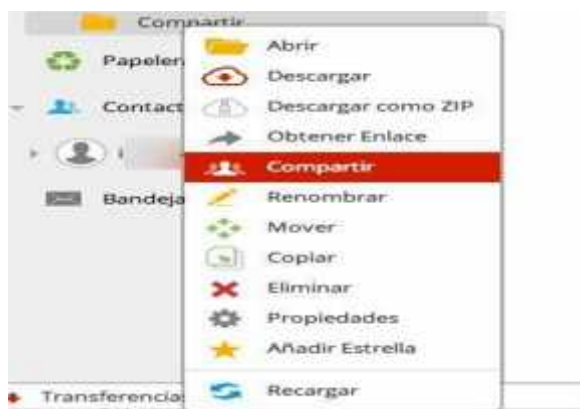 Compartir
Abrir
Papeler
Descargar
Contact
Descargar como ZIP
Obtener Enlace
Compartir
Bandeja
Renombrar
Mover
Copiar
Eliminar
Propiedades
Añadir Estrella
Transferencia
Recargar